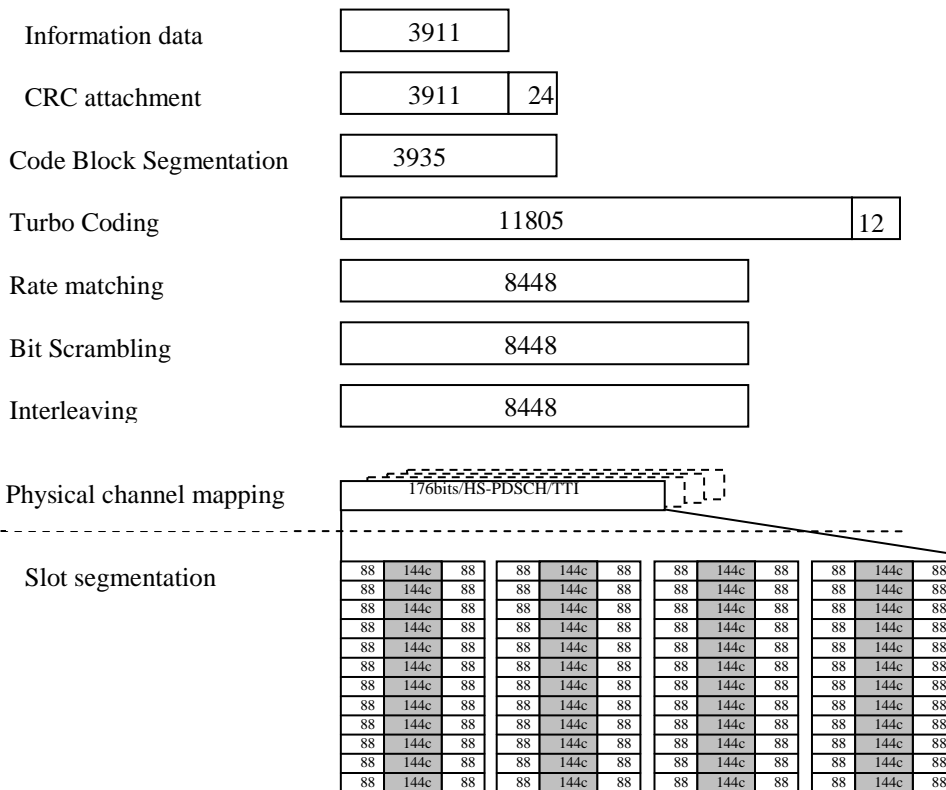 Information data 3911
CRC attachment 3911 24
Code Block Segmentation 3935
Turbo Coding 11805 12
Rate matching 8448
Bit Scrambling 8448
Interleaving 8448
Physical channel mapping 176bits/HS-PDSCH/TTI
Slot segmentation
88 144c 88 88 144c 88 88 144c 88 88 144c 88
88 144c 88 88 144c 88 88 144c 88 88 144c 88
88 144c 88 88 144c 88 88 144c 88 88 144c 88
88 144c 88 88 144c 88 88 144c 88 88 144c 88
88 144c 88 88 144c 88 88 144c 88 88 144c 88
88 144c 88 88 144c 88 88 144c 88 88 144c 88
88 144c 88 88 144c 88 88 144c 88 88 144c 88
88 144c 88 88 144c 88 88 144c 88 88 144c 88
88 144c 88 88 144c 88 88 144c 88 88 144c 88
88 144c 88 88 144c 88 88 144c 88 88 144c 88
88 144c 88 88 144c 88 88 144c 88 88 144c 88
88 144c 88 88 144c 88 88 144c 88 88 144c 88